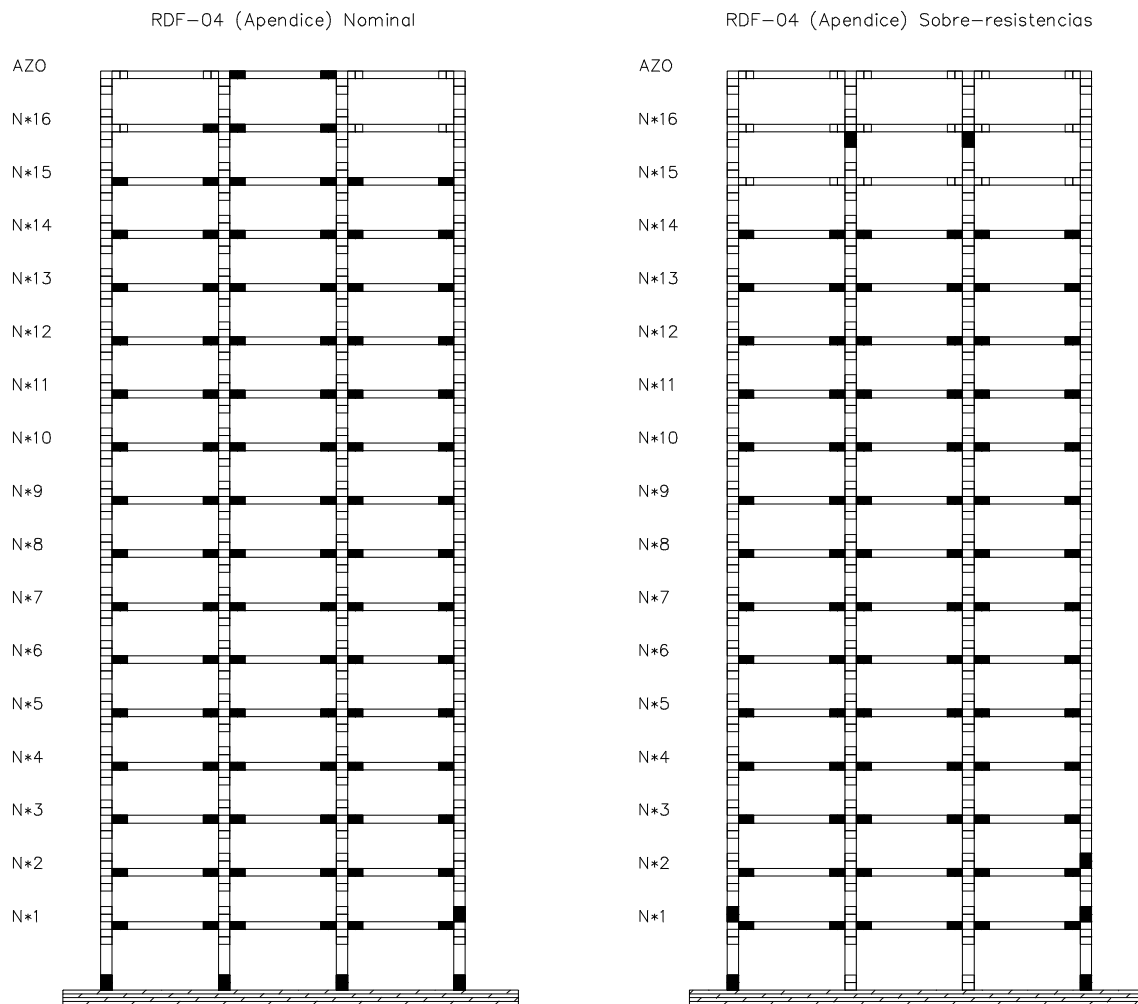 RDF-04 (Apendice) Nominal
AZO
N*16
N*15
N*14
N*13
N*12
N*11
N*10
N*9
N*8
N*7
N*6
N*5
N*4
N*3
N*2
N*1
RDF-04 (Apendice) Sobre-resistencias
AZO
N*16
N*15
N*14
N*13
N*12
N*11
N*10
N*9
N*8
N*7
N*6
N*5
N*4
N*3
N*2
N*1